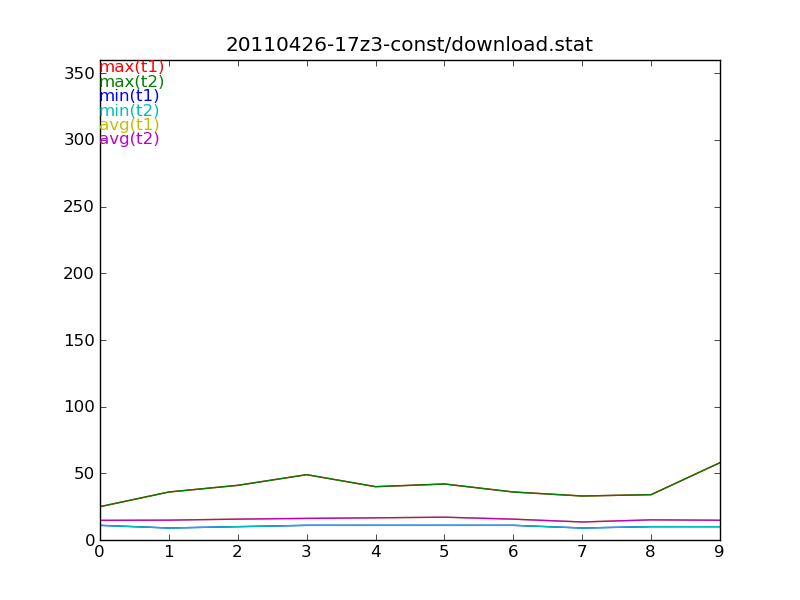 20110426-17z3-const/download.stat
max(t1)
max(t2)
min(t1)
min(t2)
avg(t1)
avg(t2)
350
300
250
200
150
100
50
0
0 1 2 3 4 5 6 7 8 9